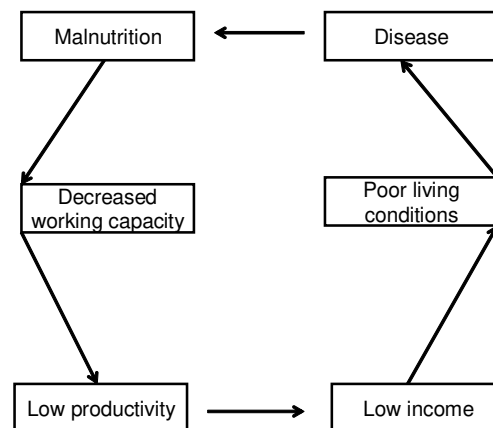 Malnutrition
Disease
Decreased
working capacity
Poor living
conditions
Low productivity
Low income